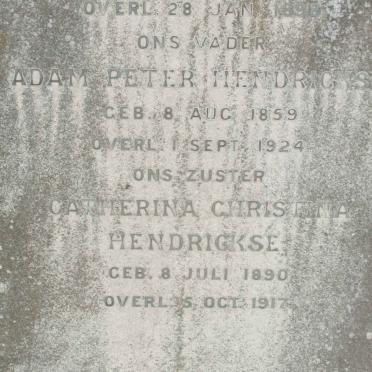 OVERL. 28 JAN.
ONS VADER
ADAM PETER HENDRICKS
GEB. 8 AUG. 1859
OVERL. 1 SEPT. 1924
ONS ZUSTER
CATHERINA CHRISTINA
HENDRICKSE
GEB. 8 JULI 1890
OVERL. 5 OCT. 1917